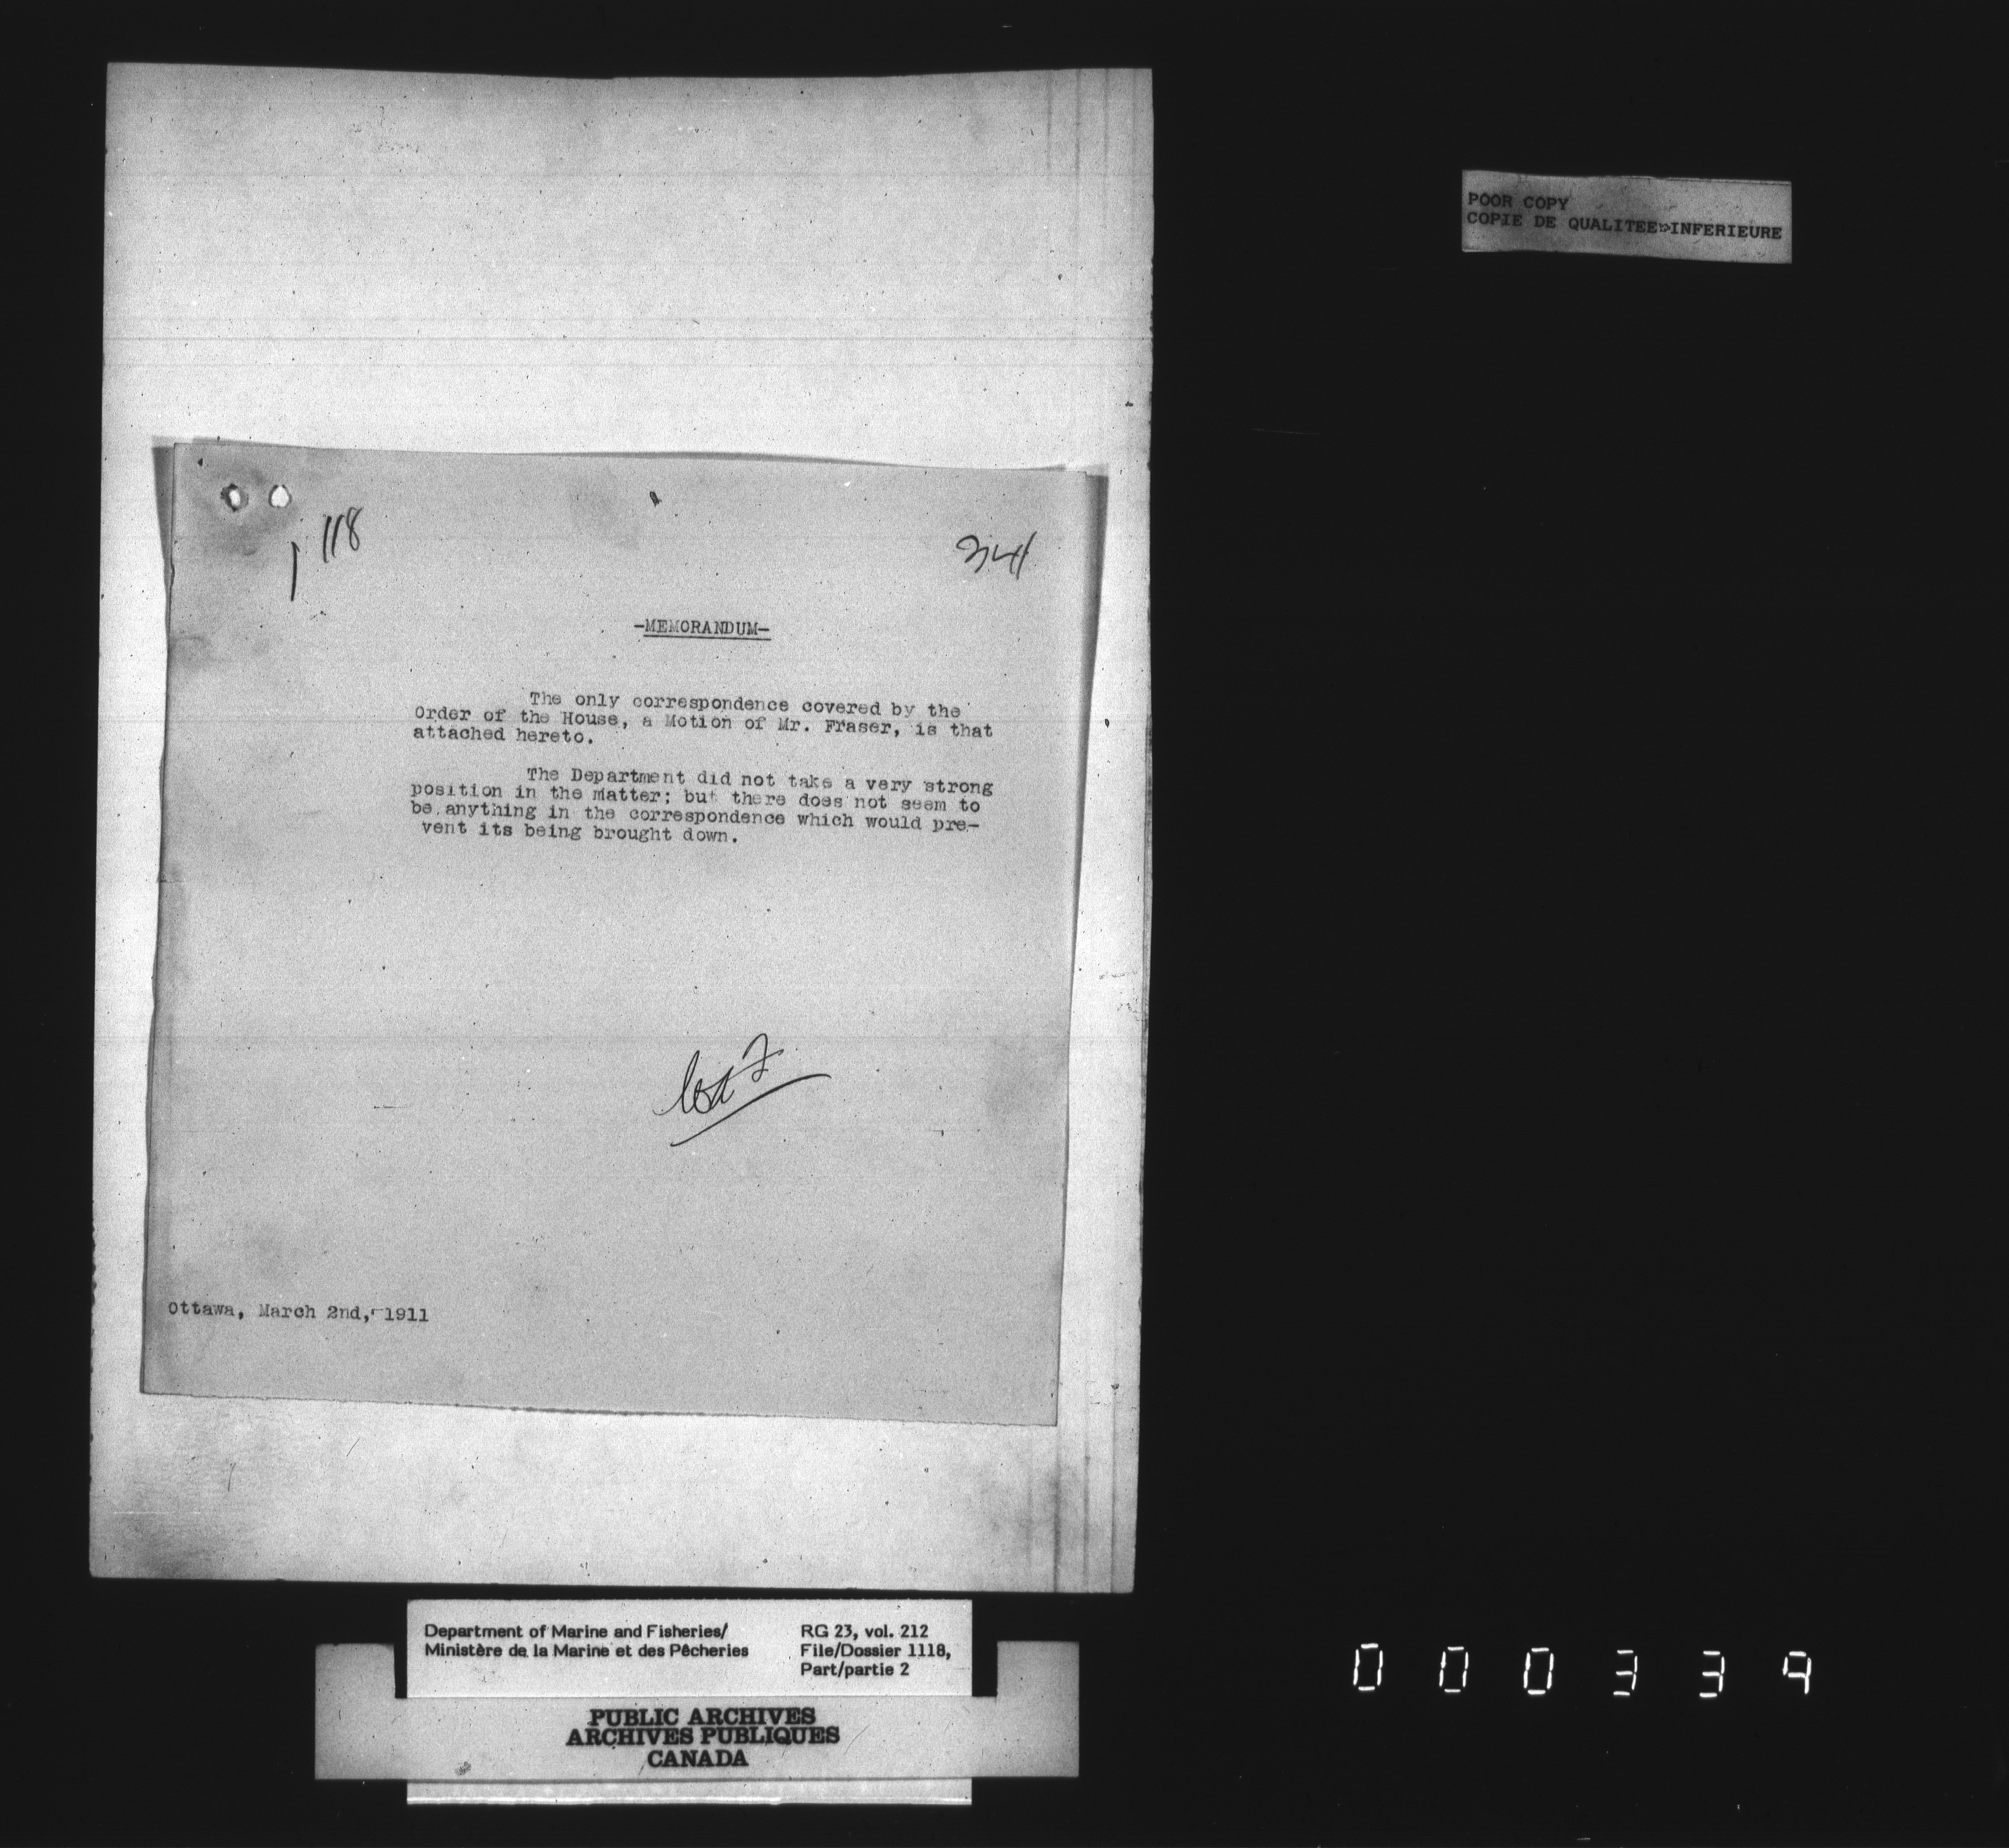 POOR COPY
COPIE DE QUALITEE INFERIEURE
1118
341
-MEMORANDUM-
The only correspondence covered by the
Order of the House, a Motion of Mr. Fraser, is that
attached hereto.
The Department did not take a very strong
position in the matter; but there does not seem to
be anything in the correspondence which would pre-
vent its being brought down.
Ottawa, March 2nd, 1911
Department of Marine and Fisheries/
Ministère de la Marine et des Pêcheries
RG 23, vol. 212
File/Dossier 1118,
Part/partie 2
PUBLIC ARCHIVES
ARCHIVES PUBLIQUES
CANADA
000339